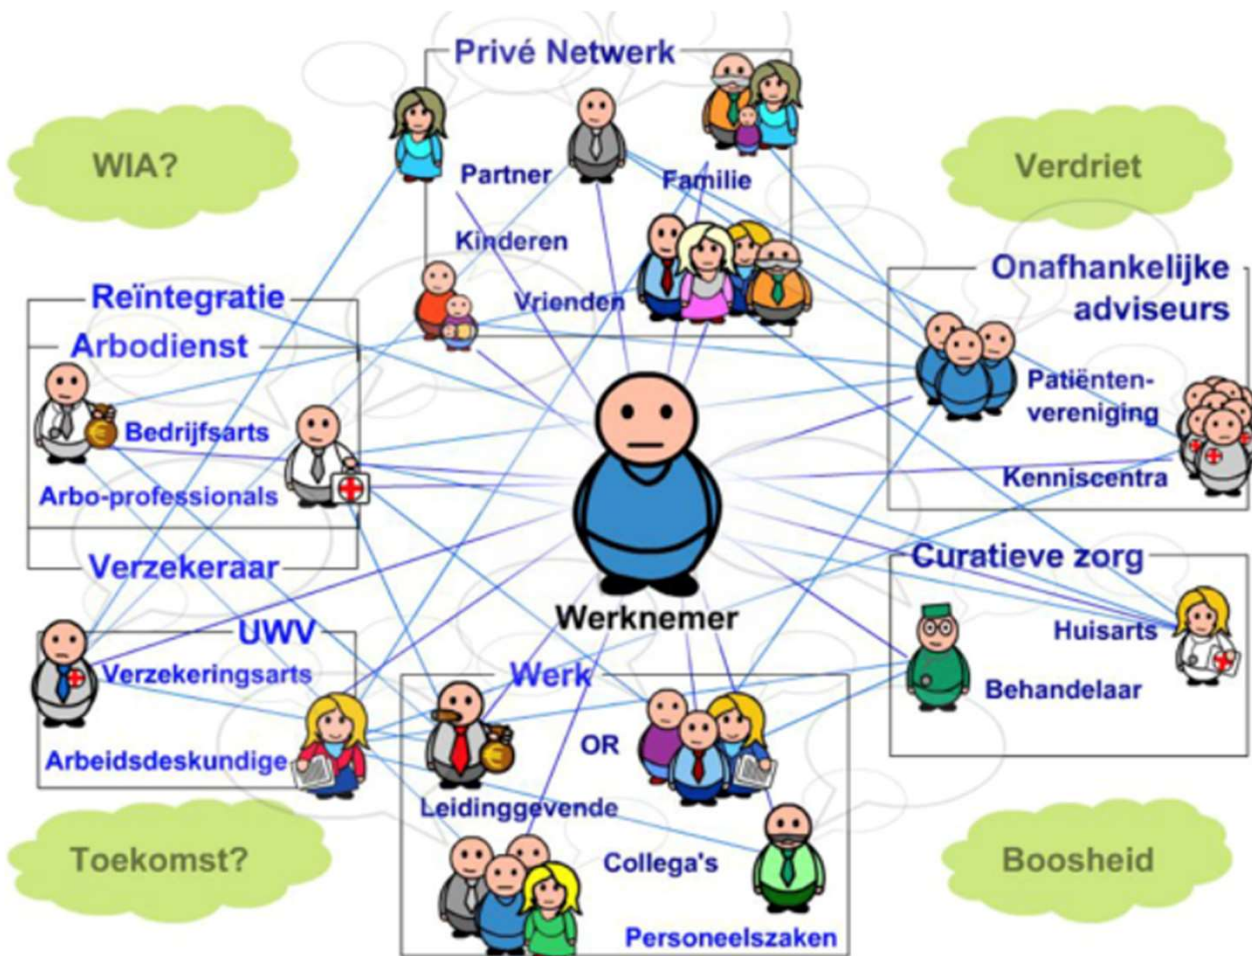 Privé Netwerk
WIA?
Verdriet
Partner
Familie
Kinderen
Vrienden
Onafhankelijke
adviseurs
Reïntegratie
Arbodienst
Patiënten-
vereniging
Bedrijfsarts
Kenniscentra
Arbo-professionals
Verzekeraar
Curatieve zorg
Werknemer
UWV
Huisarts
Verzekeringsarts
Werk
Behandelaar
OR
Arbeidsdeskundige
Leidinggevende
Toekomst?
Collega's
Boosheid
Personeelszaken